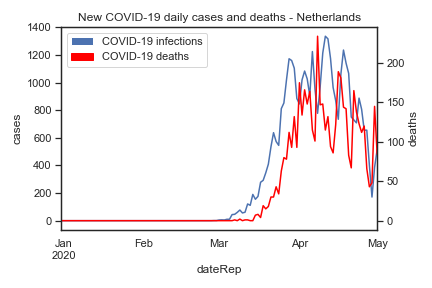 New COVID-19 daily cases and deaths - Netherlands
COVID-19 infections
COVID-19 deaths
cases
1400
1200
1000
800
600
400
200
0
deaths
200
150
100
50
0
Jan
2020
Feb
Mar
Apr
May
dateRep